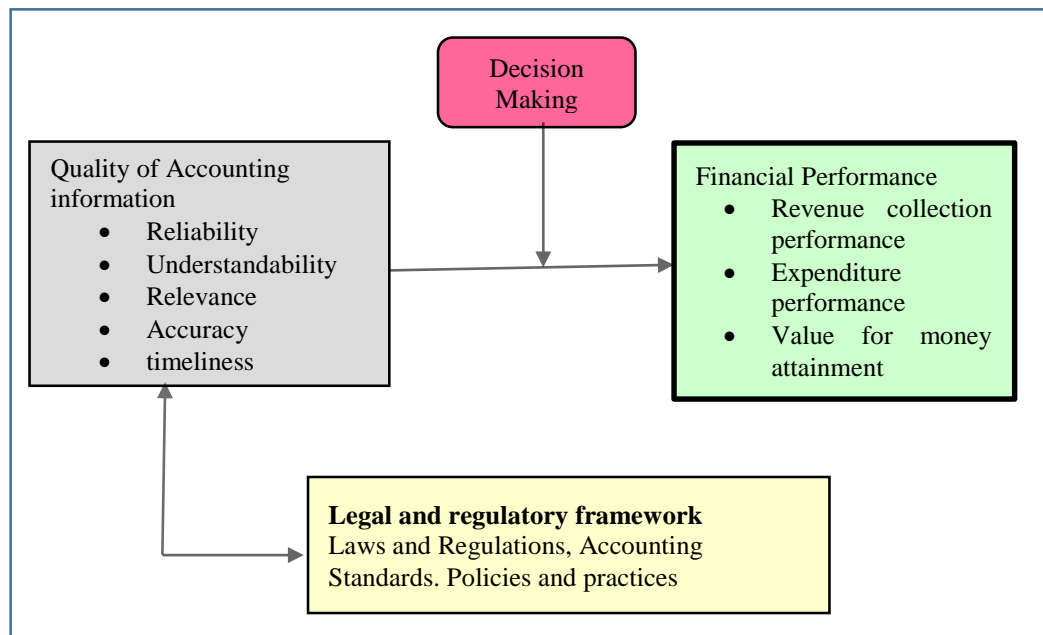 Decision
Making
Quality of Accounting
information
• Reliability
• Understandability
• Relevance
• Accuracy
• timeliness
Financial Performance
• Revenue collection
performance
• Expenditure
performance
• Value for money
attainment
Legal and regulatory framework
Laws and Regulations, Accounting
Standards. Policies and practices